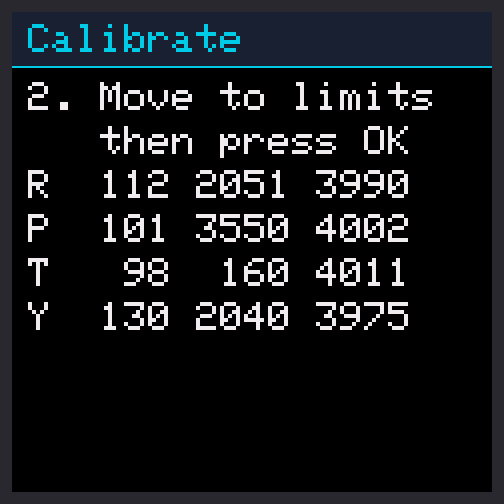 Calibrate
2. Move to limits
   then press OK
R  112 2051 3990
P  101 3550 4002
T   98  160 4011
Y  130 2040 3975